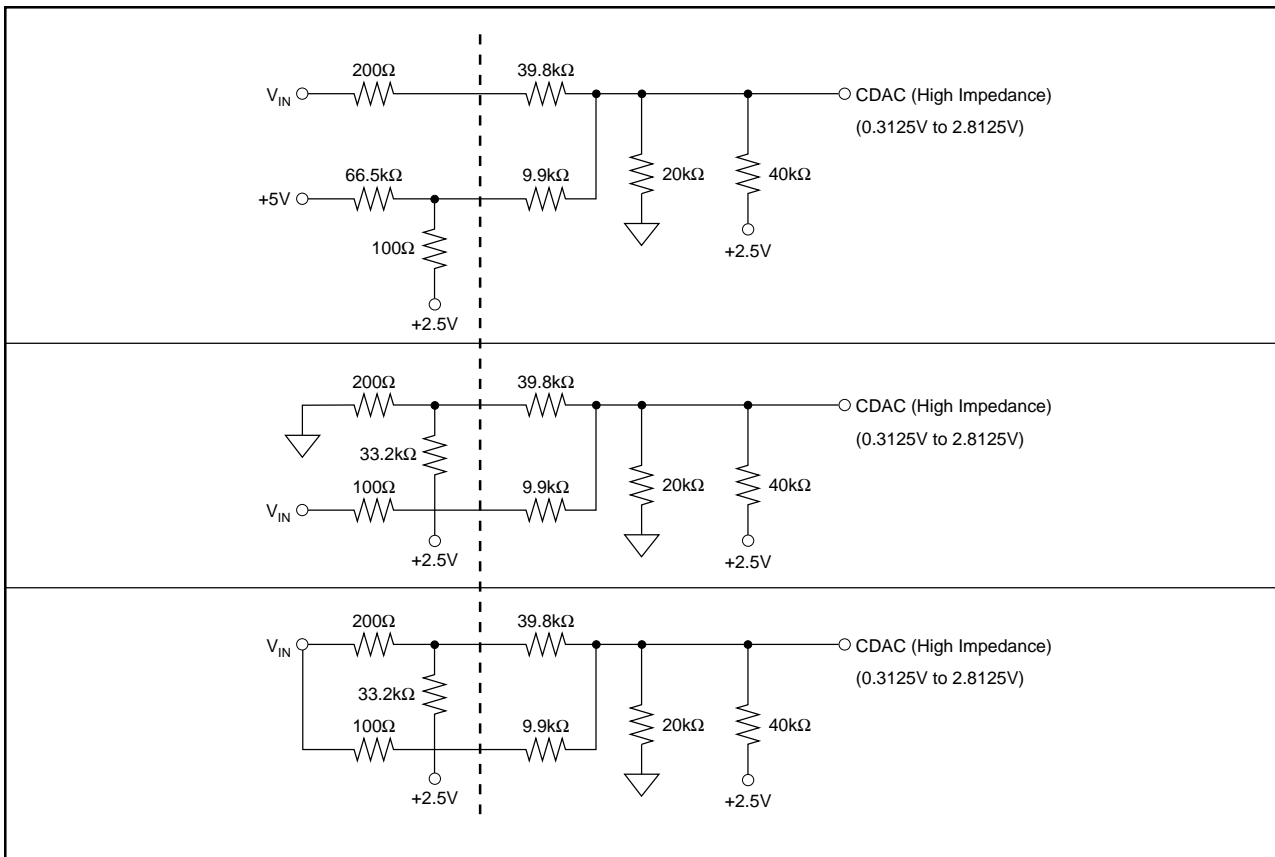 200Ω
39.8kΩ
VIN
CDAC (High Impedance)
(0.3125V to 2.8125V)
66.5kΩ
9.9kΩ
20kΩ
40kΩ
+5V
100Ω
+2.5V
+2.5V
200Ω
39.8kΩ
CDAC (High Impedance)
(0.3125V to 2.8125V)
33.2kΩ
100Ω
9.9kΩ
20kΩ
40kΩ
VIN
+2.5V
+2.5V
200Ω
39.8kΩ
VIN
CDAC (High Impedance)
(0.3125V to 2.8125V)
33.2kΩ
100Ω
9.9kΩ
20kΩ
40kΩ
+2.5V
+2.5V